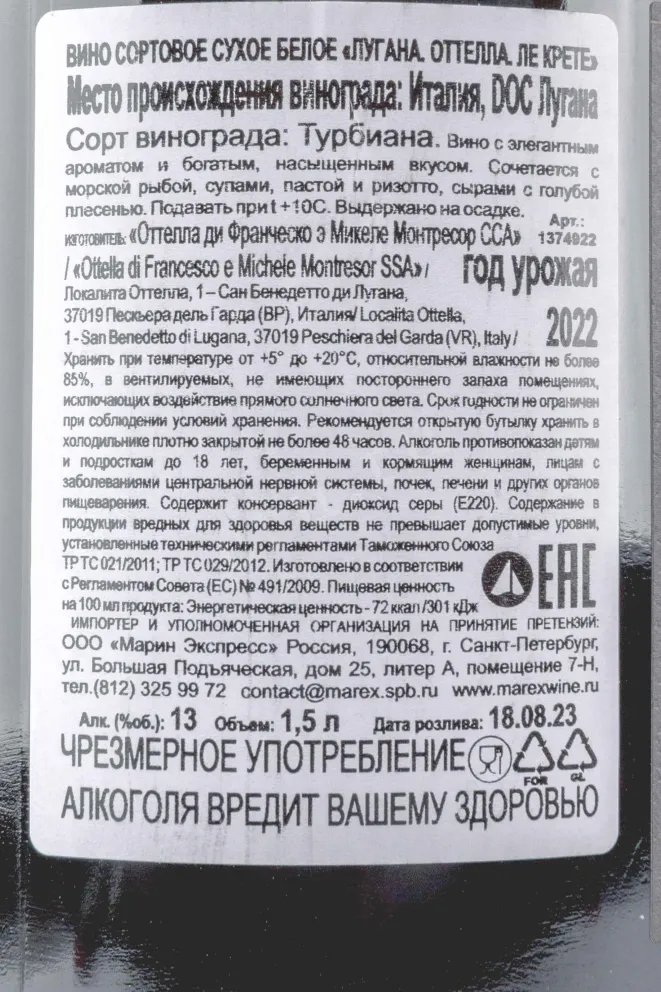 ВИНО СОРТОВОЕ СУХОЕ БЕЛОЕ «ЛУГАНА. ОТТЕЛЛА. ЛЕ КРЕТЕ»
Место происхождения винограда: Италия, DOC Лугана
Сорт винограда: Турбиана. Вино с элегантным
ароматом и богатым, насыщенным вкусом. Сочетается с
морской рыбой, супами, пастой и ризотто, сырами с голубой
плесенью. Подавать при t +10С. Выдержано на осадке.
Арт.:
изготовитель: «Оттелла ди Франческо э Микеле Монтресор ССА»
1374922
/ «Ottella di Francesco e Michele Montresor SSA» /
год урожая
Локалита Оттелла, 1 – Сан Бенедетто ди Лугана,
37019 Пескьера дель Гарда (ВР), Италия/ Localita Ottella,
2022
1 - San Benedetto di Lugana, 37019 Peschiera del Garda (VR), Italy /
Хранить при температуре от +5° до +20°С, относительной влажности не более
85%, в вентилируемых, не имеющих постороннего запаха помещениях,
исключающих воздействие прямого солнечного света. Срок годности не ограничен
при соблюдении условий хранения. Рекомендуется открытую бутылку хранить в
холодильнике плотно закрытой не более 48 часов. Алкоголь противопоказан детям
и подросткам до 18 лет, беременным и кормящим женщинам, лицам с
заболеваниями центральной нервной системы, почек, печени и других органов
пищеварения. Содержит консервант - диоксид серы (Е220). Содержание в
продукции вредных для здоровья веществ не превышает допустимые уровни,
установленные техническими регламентами Таможенного Союза
ТР ТС 021/2011; ТР ТС 029/2012. Изготовлено в соответствии
с Регламентом Совета (ЕС) № 491/2009. Пищевая ценность
на 100 мл продукта: Энергетическая ценность - 72 ккал /301 кДж
ЕАС
ИМПОРТЕР И УПОЛНОМОЧЕННАЯ ОРГАНИЗАЦИЯ НА ПРИНЯТИЕ ПРЕТЕНЗИЙ:
ООО «Марин Экспресс» Россия, 190068, г. Санкт-Петербург,
ул. Большая Подъяческая, дом 25, литер А, помещение 7-Н,
тел.(812) 325 99 72 contact@marex.spb.ru www.marexwine.ru
Алк. (%об.): 13 Объем: 1,5 л Дата розлива: 18.08.23
ЧРЕЗМЕРНОЕ УПОТРЕБЛЕНИЕ
FOR GL
АЛКОГОЛЯ ВРЕДИТ ВАШЕМУ ЗДОРОВЬЮ